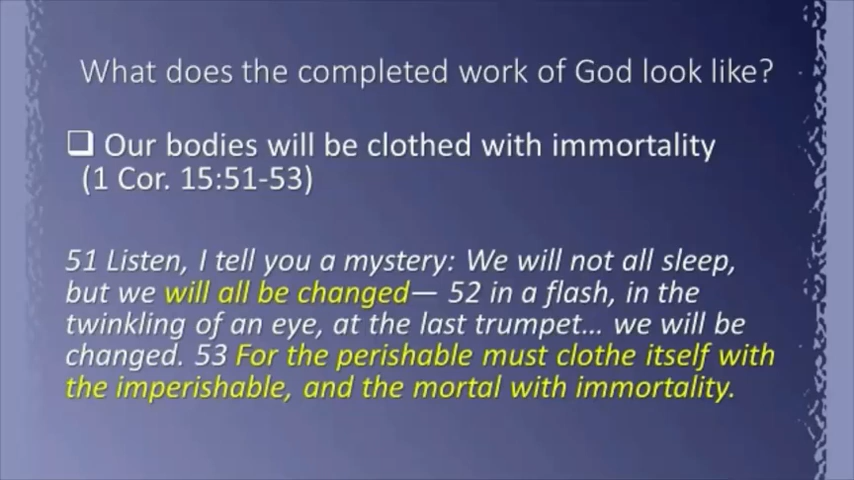 What does the completed work of God look like?
❑ Our bodies will be clothed with immortality
(1 Cor. 15:51-53)
51 Listen, I tell you a mystery: We will not all sleep,
but we will all be changed— 52 in a flash, in the
twinkling of an eye, at the last trumpet... we will be
changed. 53 For the perishable must clothe itself with
the imperishable, and the mortal with immortality.